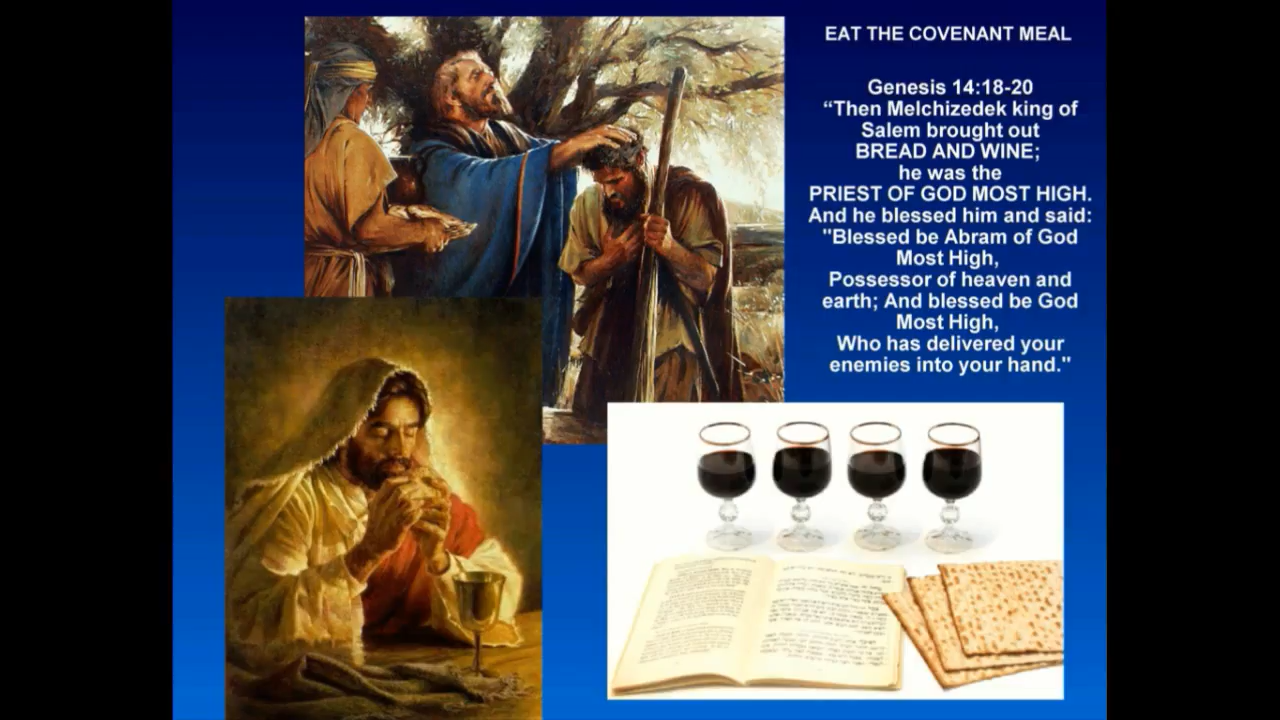 EAT THE COVENANT MEAL
Genesis 14:18-20
“Then Melchizedek king of
Salem brought out
BREAD AND WINE;
he was the
PRIEST OF GOD MOST HIGH.
And he blessed him and said:
"Blessed be Abram of God
Most High,
Possessor of heaven and
earth; And blessed be God
Most High,
Who has delivered your
enemies into your hand."